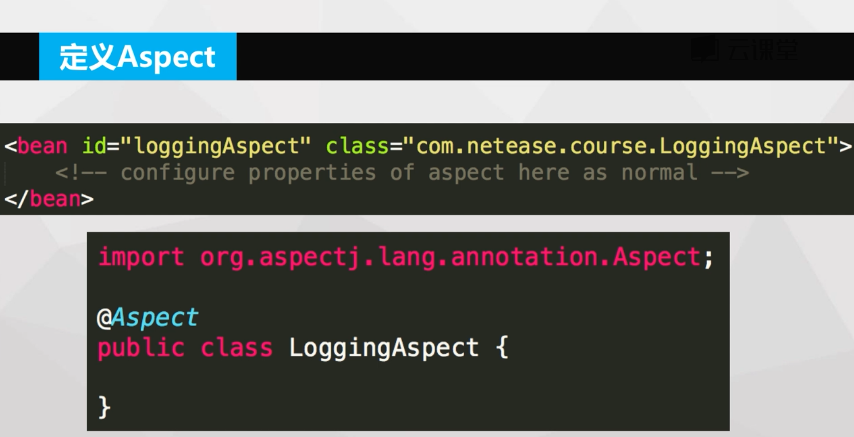 云课堂
定义Aspect
<bean id="loggingAspect" class="com.netease.course.LoggingAspect">
<!-- configure properties of aspect here as normal -->
</bean>
import org.aspectj.lang.annotation.Aspect;
@Aspect
public class LoggingAspect {
}